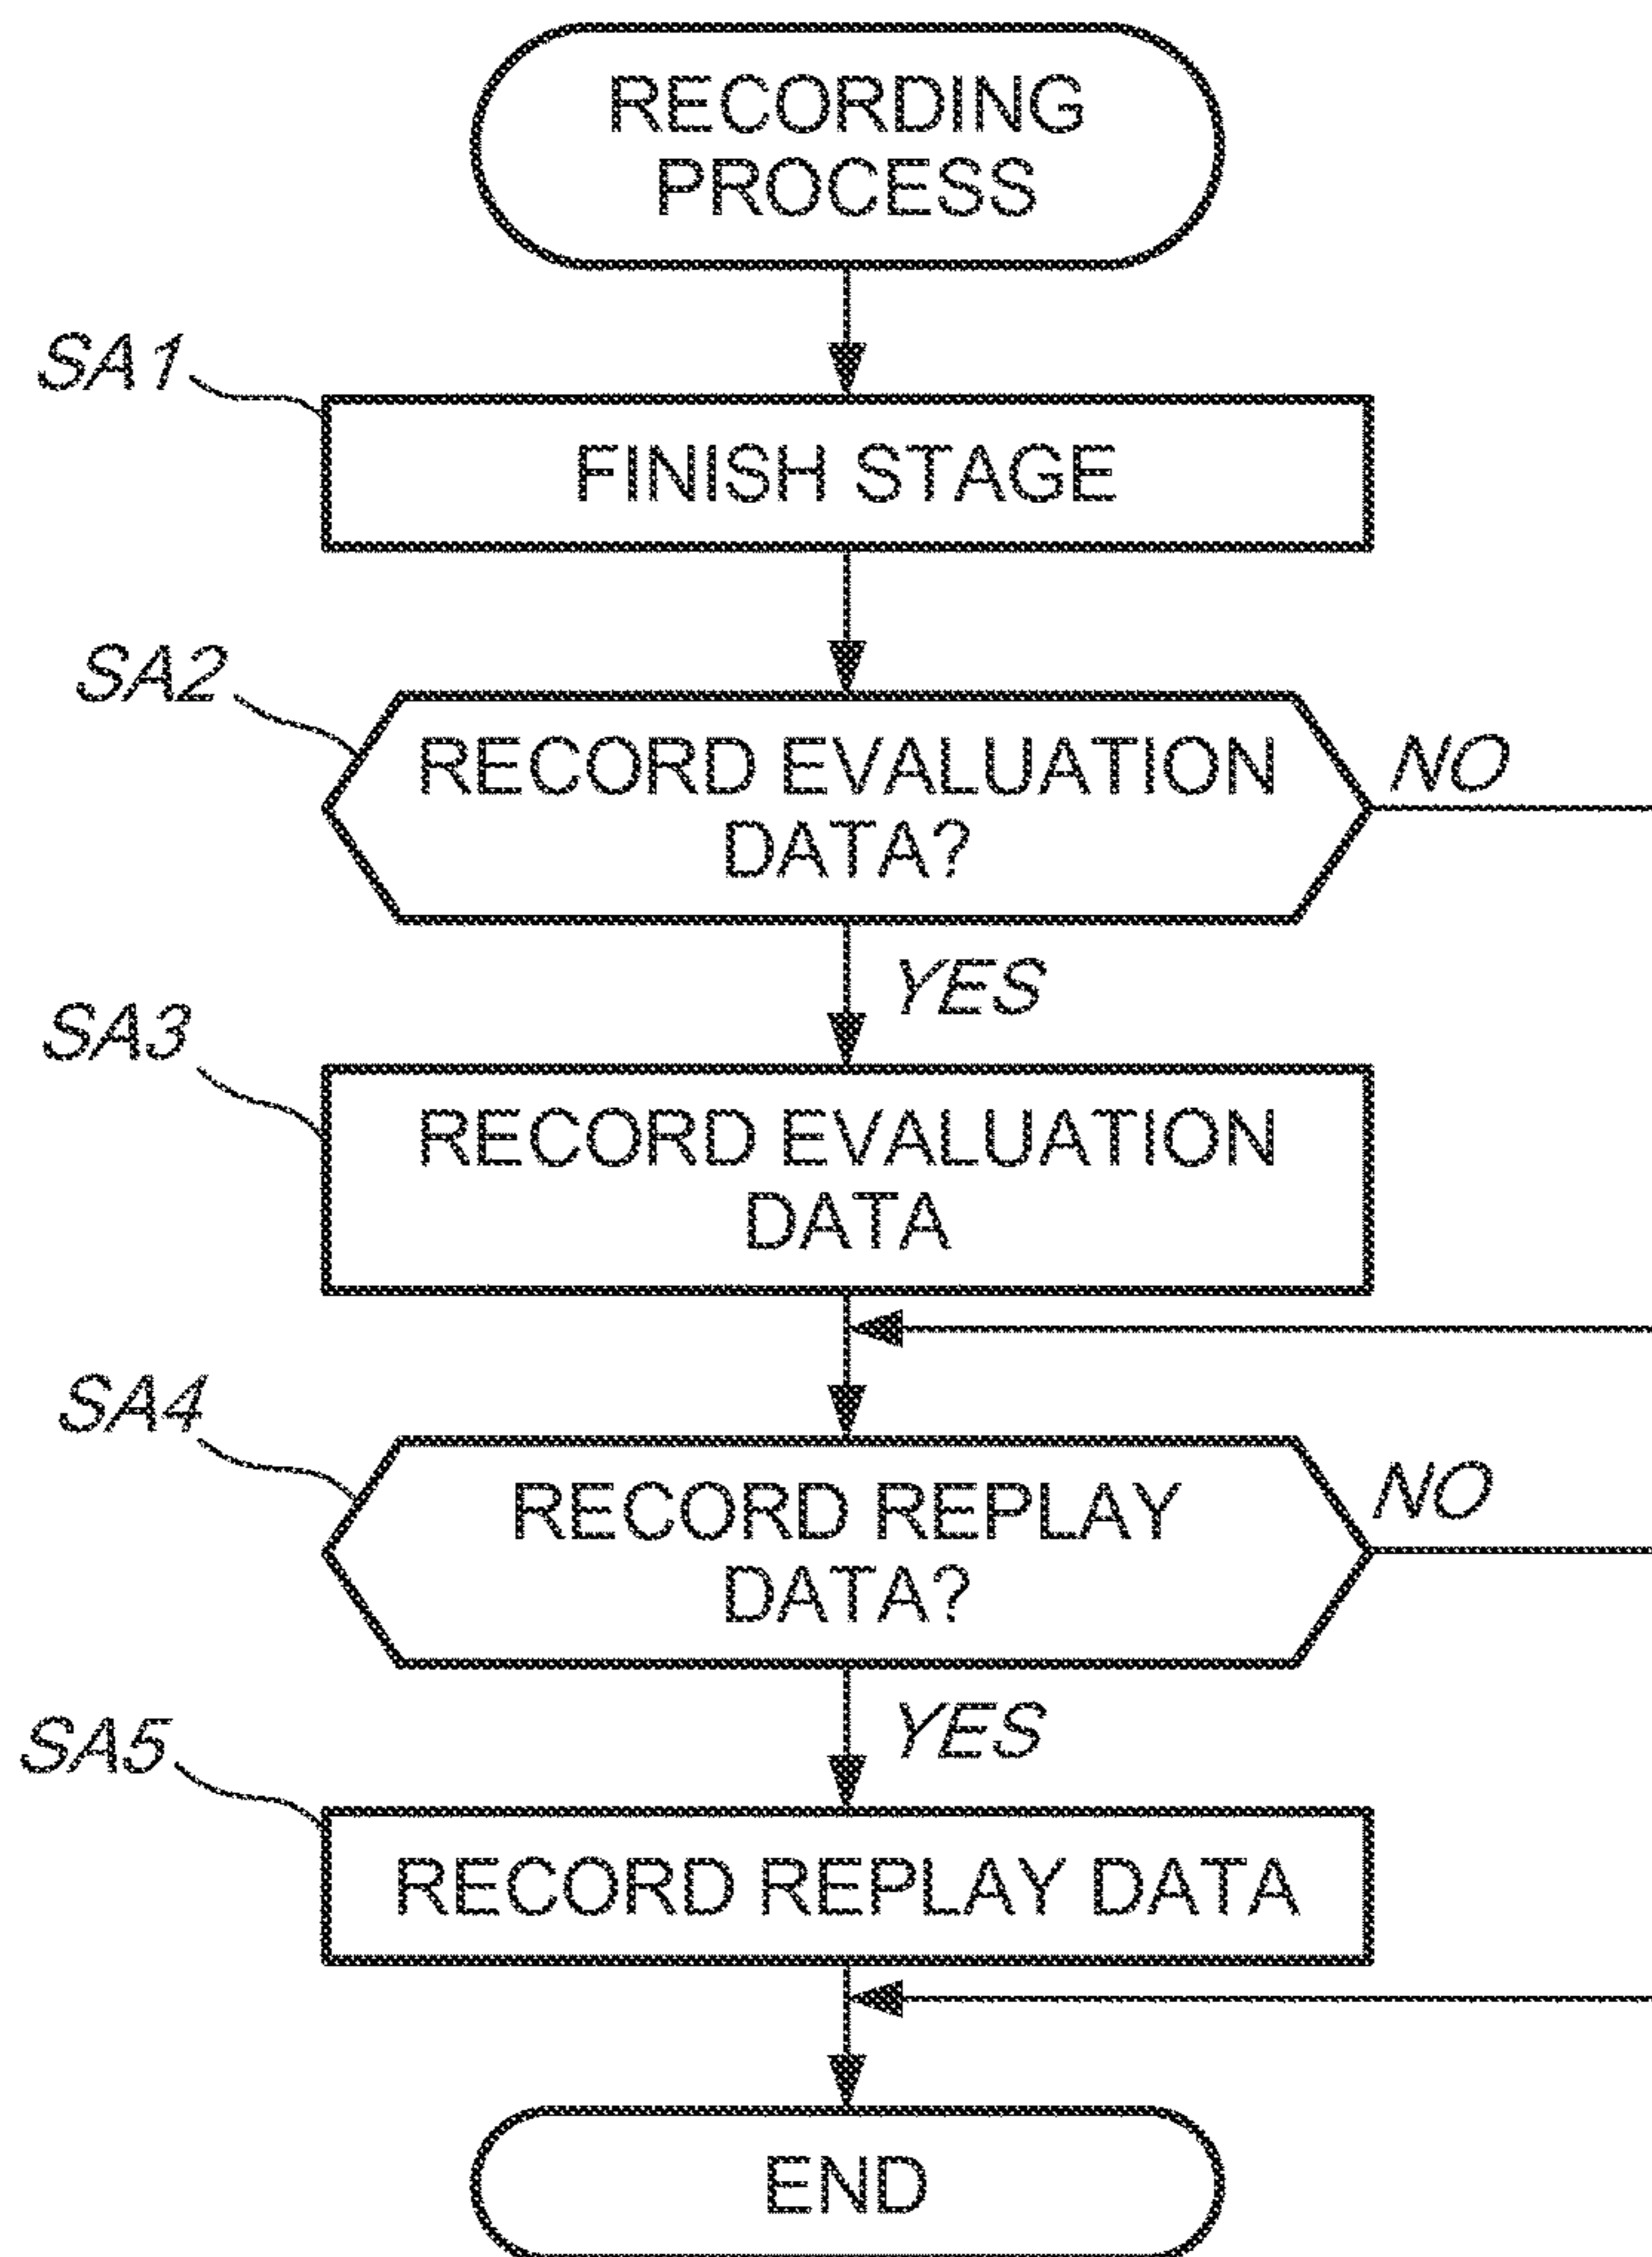 RECORDING
PROCESS
SA1
FINISH STAGE
SA2
RECORD EVALUATION
DATA?
NO
YES
SA3
RECORD EVALUATION
DATA
SA4
RECORD REPLAY
DATA?
NO
YES
SA5
RECORD REPLAY DATA
END